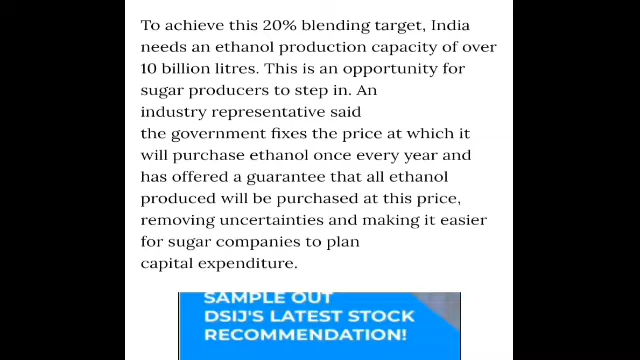 To achieve this 20% blending target, India
needs an ethanol production capacity of over
10 billion litres. This is an opportunity for
sugar producers to step in. An
industry representative said
the government fixes the price at which it
will purchase ethanol once every year and
has offered a guarantee that all ethanol
produced will be purchased at this price,
removing uncertainties and making it easier
for sugar companies to plan
capital expenditure.
SAMPLE OUT
DSIJ'S LATEST STOCK
RECOMMENDATION!